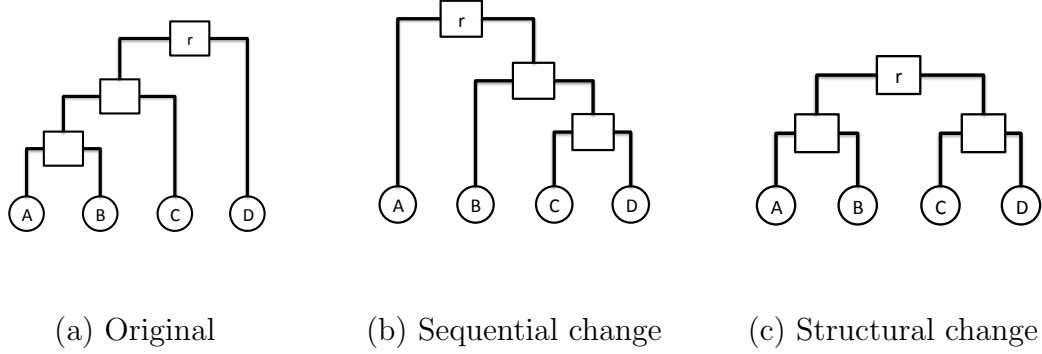 r
A B C D
(a) Original
r
A B C D
(b) Sequential change
r
A B C D
(c) Structural change